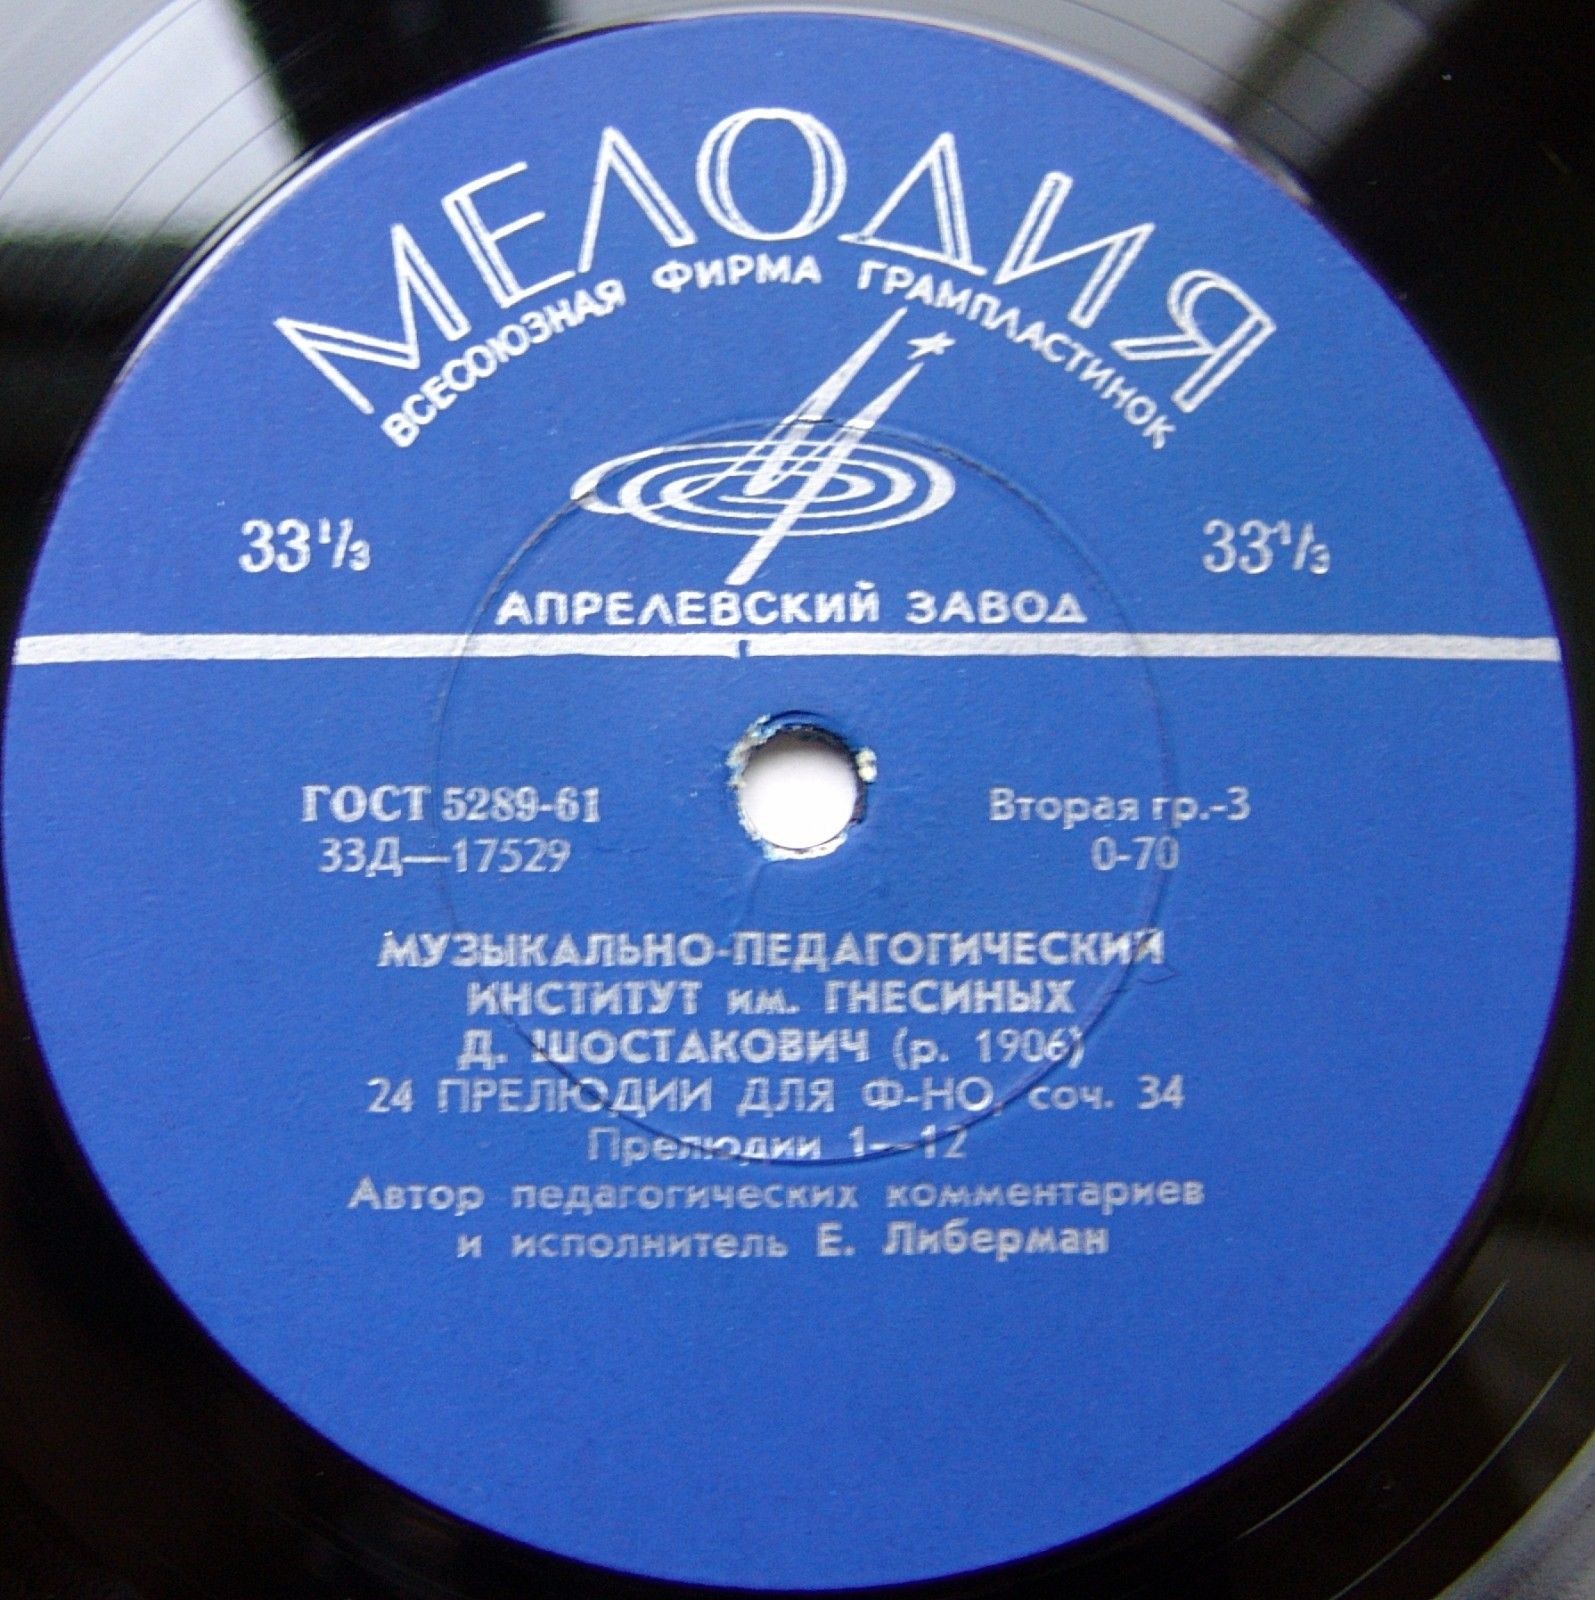 МЕЛОДИЯ
ВСЕСОЮЗНАЯ ФИРМА ГРАМПЛАСТИНОК
33⅓ 33⅓
АПРЕЛЕВСКИЙ ЗАВОД
ГОСТ 5289-61 Вторая гр.-3
33Д—17529 0-70
МУЗЫКАЛЬНО-ПЕДАГОГИЧЕСКИЙ
ИНСТИТУТ им. ГНЕСИНЫХ
Д. ШОСТАКОВИЧ (р. 1906)
24 ПРЕЛЮДИИ ДЛЯ Ф-НО, соч. 34
Прелюдии 1—12
Автор педагогических комментариев
и исполнитель Е. Либерман